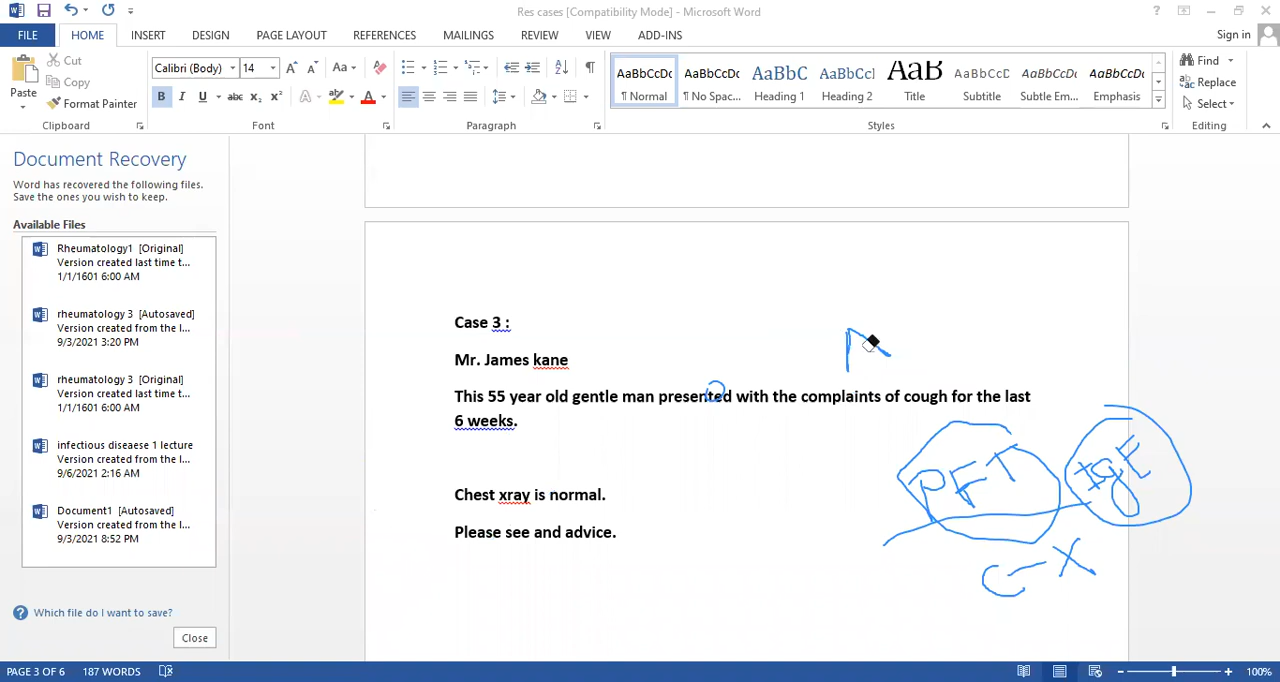 Res cases [Compatibility Mode] - Microsoft Word
FILE HOME INSERT DESIGN PAGE LAYOUT REFERENCES MAILINGS REVIEW VIEW ADD-INS Sign in
Paste Cut Copy Format Painter
Calibri (Body) 14
AaBbCcDc AaBbCcDc AaBbC AaBbCcl AaB AaBbCcD AaBbCcDc AaBbCcDc
¶ Normal ¶ No Spac... Heading 1 Heading 2 Title Subtitle Subtle Em... Emphasis
Find Replace Select
Clipboard Font Paragraph Styles Editing
Document Recovery
Word has recovered the following files.
Save the ones you wish to keep.
Available Files
Rheumatology1 [Original]
Version created last time t...
1/1/1601 6:00 AM
rheumatology 3 [Autosaved]
Version created from the l...
9/3/2021 3:20 PM
rheumatology 3 [Original]
Version created last time t...
1/1/1601 6:00 AM
infectious diseaese 1 lecture
Version created from the l...
9/6/2021 2:16 AM
Document1 [Autosaved]
Version created from the l...
9/3/2021 8:52 PM
Which file do I want to save?
Close
Case 3 :
Mr. James kane
This 55 year old gentle man presented with the complaints of cough for the last
6 weeks.
Chest xray is normal.
Please see and advice.
PFT
IgE
C-X
PAGE 3 OF 6 187 WORDS 100%